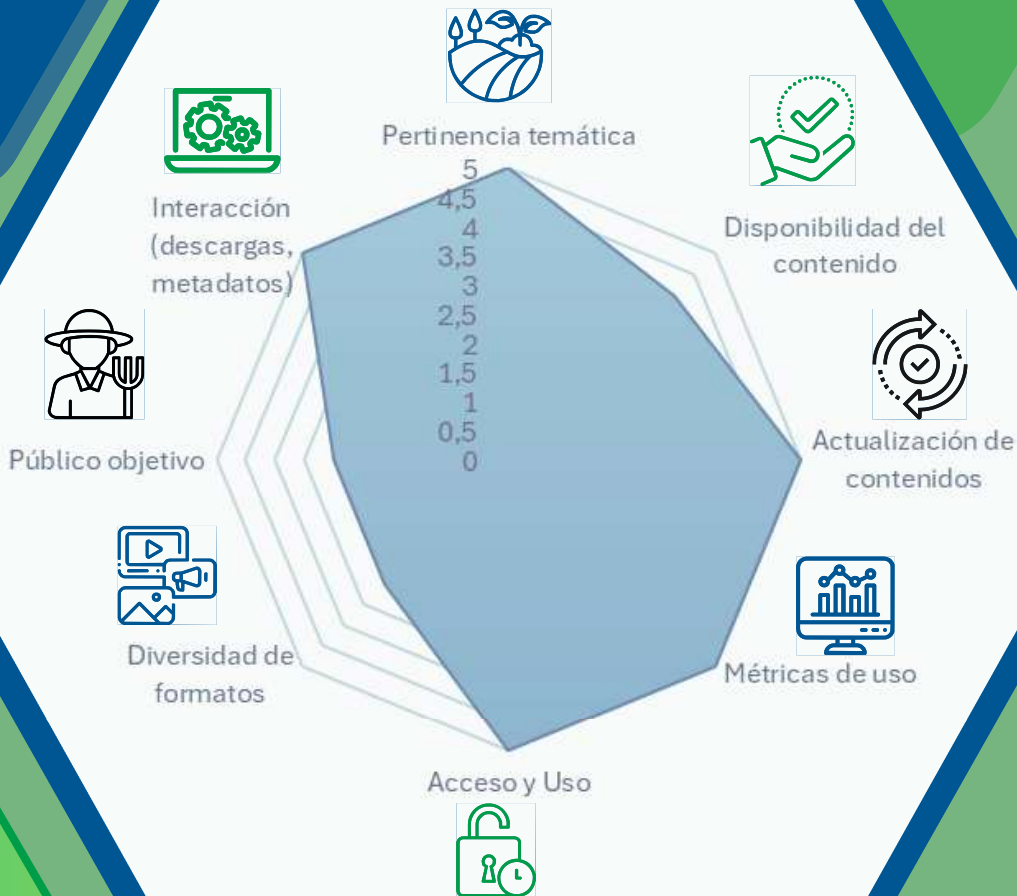 Pertinencia temática
5
4,5
4
3,5
3
2,5
2
1,5
1
0,5
0
Disponibilidad del
contenido
Actualización de
contenidos
Métricas de uso
Acceso y Uso
Diversidad de
formatos
Público objetivo
Interacción
(descargas,
metadatos)